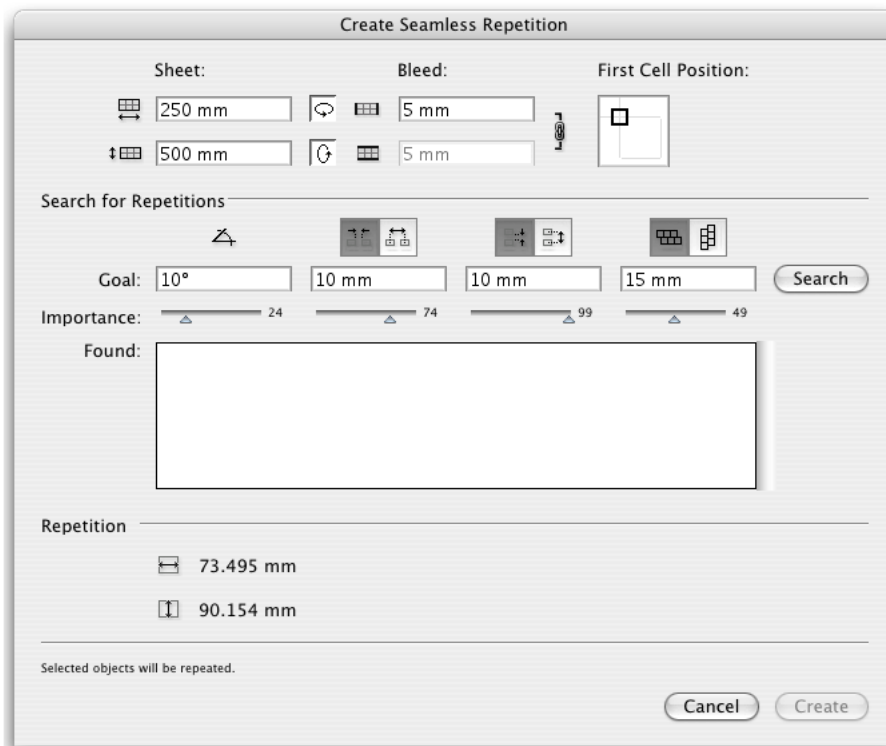 Create Seamless Repetition
Sheet: Bleed: First Cell Position:
250 mm 5 mm
500 mm 5 mm
Search for Repetitions
Goal: 10° 10 mm 10 mm 15 mm Search
Importance: 24 74 99 49
Found:
Repetition
73.495 mm
90.154 mm
Selected objects will be repeated.
Cancel Create